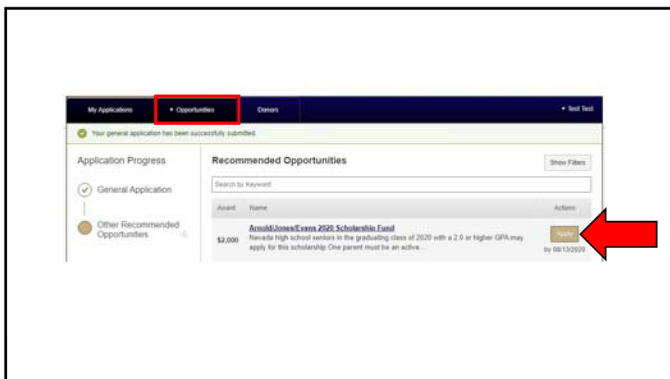 My Applications • Opportunities Donors • Test Test
Your general application has been successfully submitted.
Application Progress
General Application
Other Recommended
Opportunities
Recommended Opportunities
Show Filters
Search by Keyword
Award Name Actions
$2,000
Arnold/Jones/Evans 2020 Scholarship Fund
Nevada high school seniors in the graduating class of 2020 with a 2.0 or higher GPA may
apply for this scholarship One parent must be an active...
Apply
by 08/13/2020